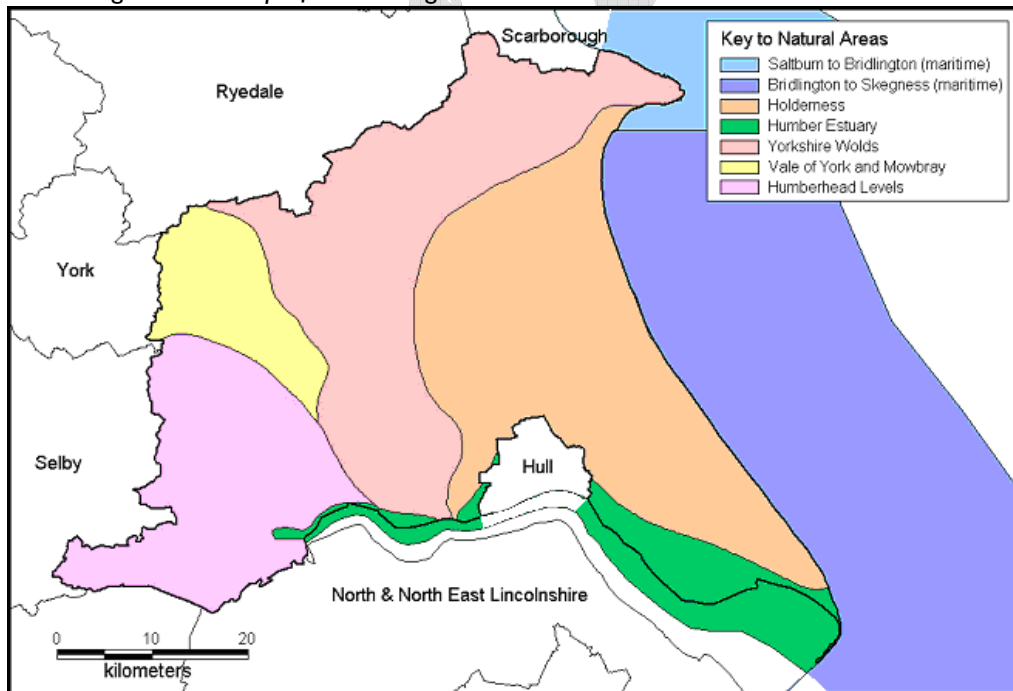 Scarborough
Ryedale
York
Selby
Hull
North & North East Lincolnshire
Key to Natural Areas
Saltburn to Bridlington (maritime)
Bridlington to Skegness (maritime)
Holderness
Humber Estuary
Yorkshire Wolds
Vale of York and Mowbray
Humberhead Levels
0 10 20
kilometers